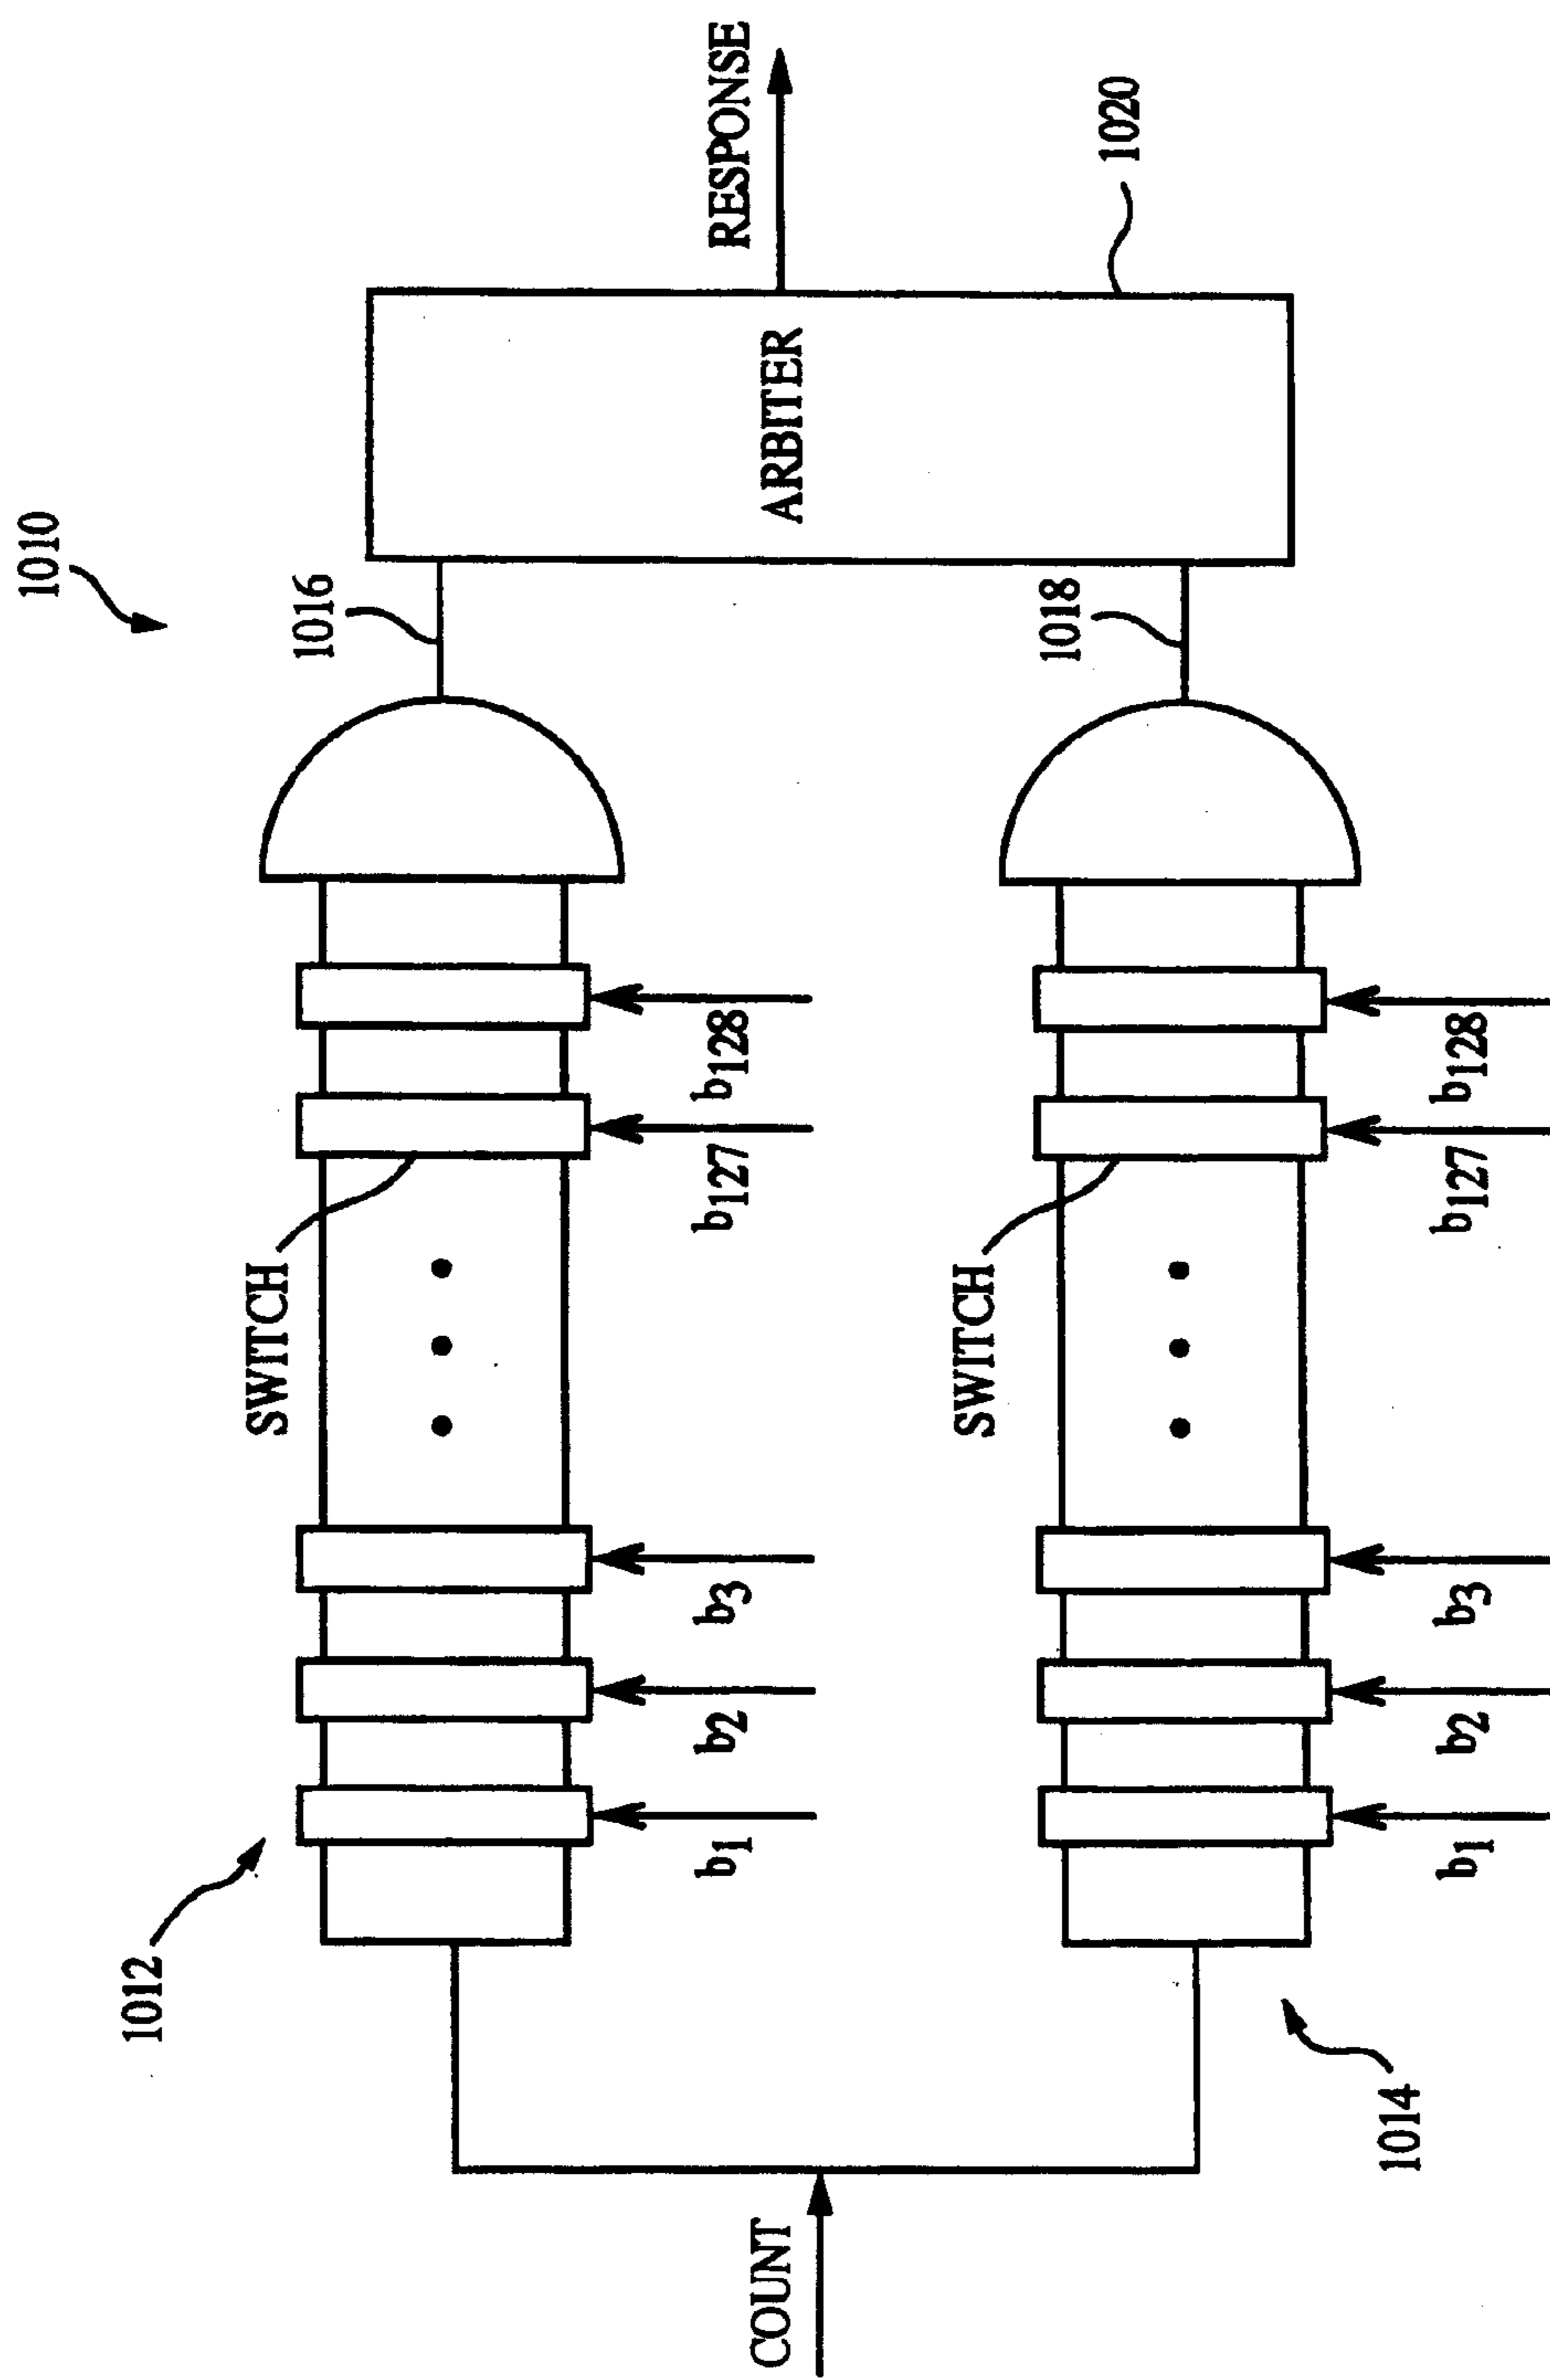 1010
1012
SWITCH
1016
b1
b2
b3
b127
b128
COUNT
ARBITER
RESPONSE
SWITCH
1018
1020
1014
b1
b2
b3
b127
b128